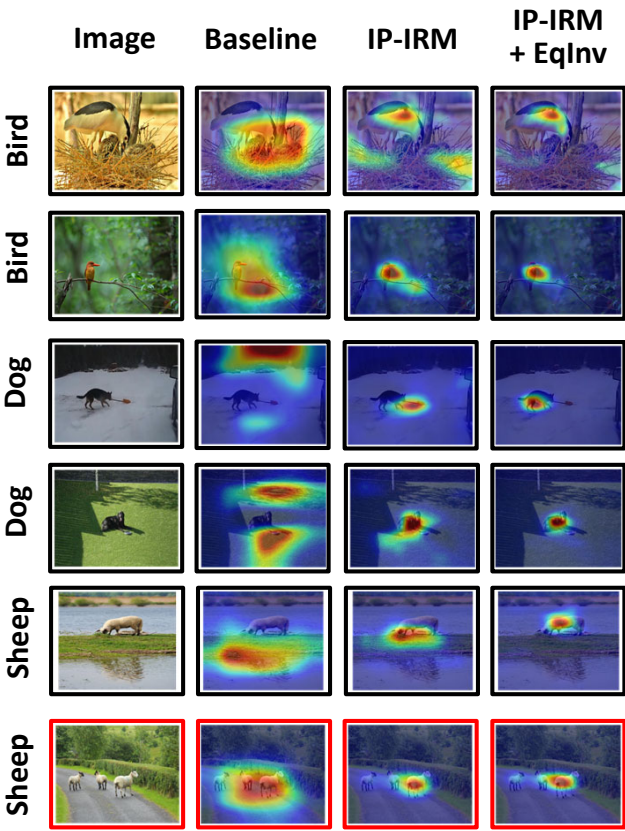 Image
Baseline
IP-IRM
IP-IRM
+ EqInv
Bird
Bird
Dog
Dog
Sheep
Sheep